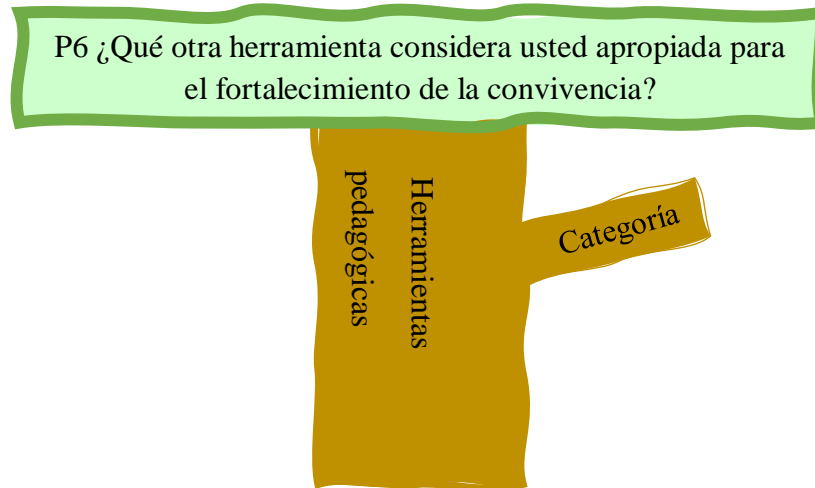 P6 ¿Qué otra herramienta considera usted apropiada para
el fortalecimiento de la convivencia?
Herramientas
pedagógicas
Categoría